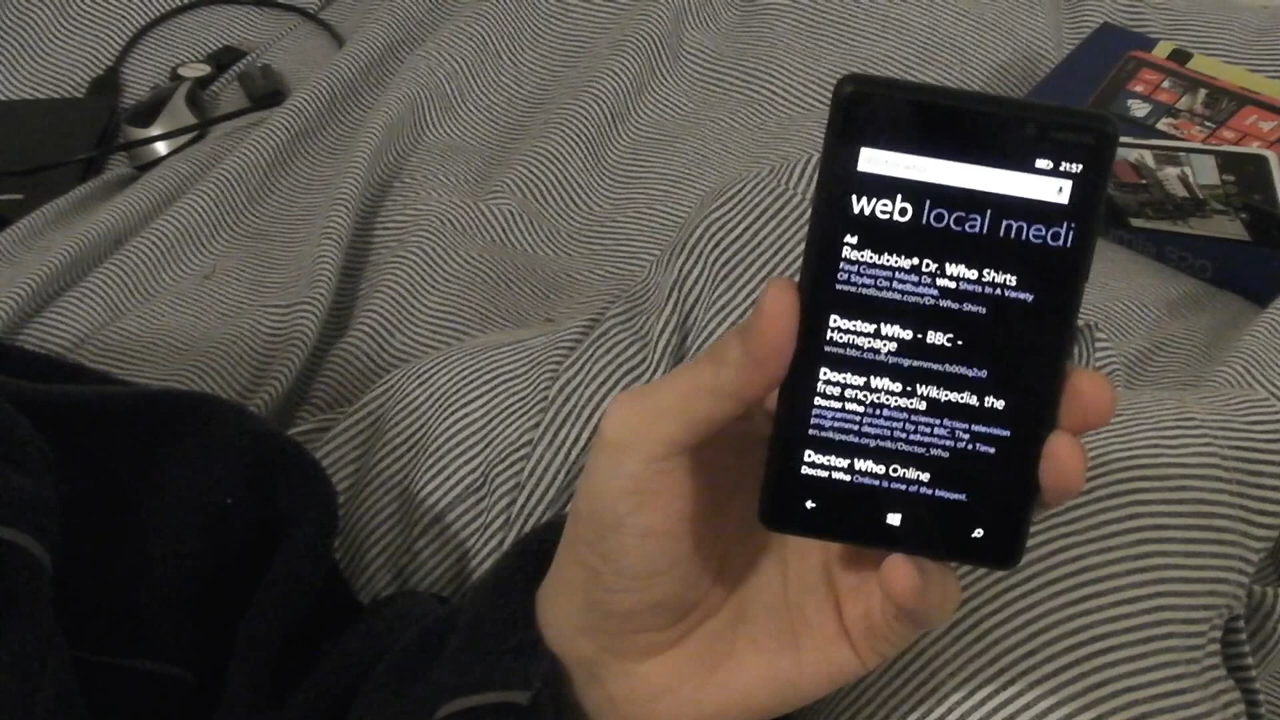 21:57
web local medi
Ad
Redbubble® Dr. Who Shirts
Find Custom Made Dr. Who Shirts In A Variety
Of Styles On Redbubble.
www.redbubble.com/Dr-Who-Shirts
Doctor Who - BBC -
Homepage
www.bbc.co.uk/programmes/b006q2x0
Doctor Who - Wikipedia, the
free encyclopedia
Doctor Who is a British science fiction television
programme produced by the BBC. The
programme depicts the adventures of a Time
en.wikipedia.org/wiki/Doctor_Who
Doctor Who Online
Doctor Who Online is one of the biggest,
820